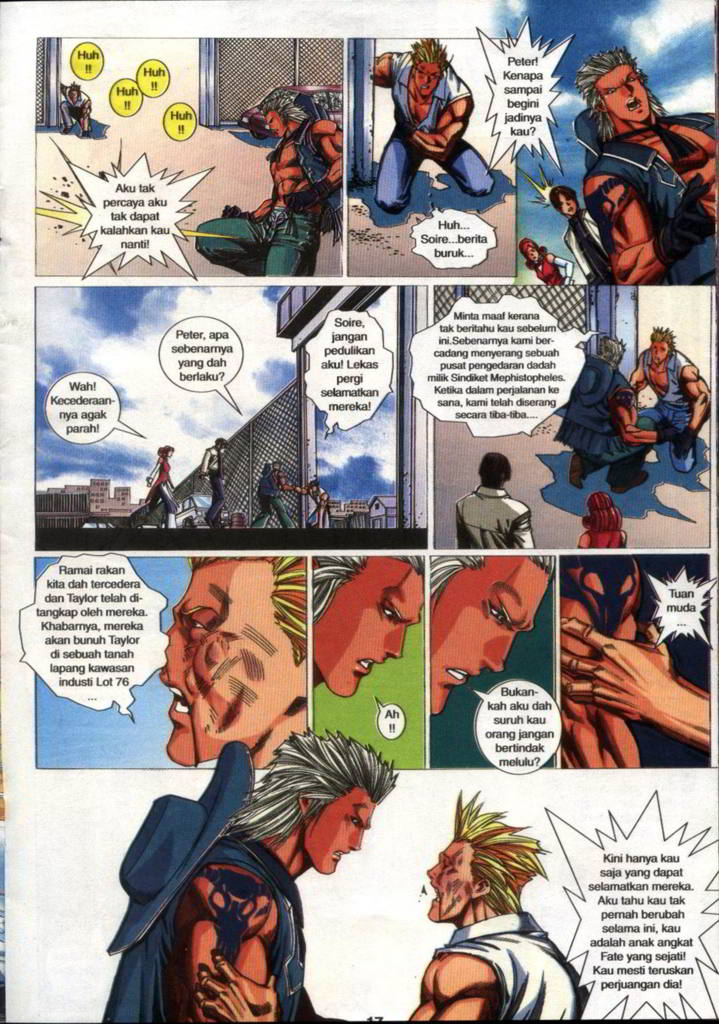 Huh
!!
Huh
!!
Huh
!!
Huh
!!
Aku tak
percaya aku
tak dapat
kalahkan kau
nanti!
Peter!
Kenapa
sampai
begini
jadinya
kau?
Huh...
Soire...berita
buruk...
Wah!
Kecederaan-
nya agak
parah!
Peter, apa
sebenarnya
yang dah
berlaku?
Soire,
jangan
pedulikan
aku! Lekas
pergi
selamatkan
mereka!
Minta maaf kerana
tak beritahu kau sebelum
ini.Sebenarnya kami ber-
cadang menyerang sebuah
pusat pengedaran dadah
milik Sindiket Mephistopheles.
Ketika dalam perjalanan ke
sana, kami telah diserang
secara tiba-tiba....
Ramai rakan
kita dah tercedera
dan Taylor telah di-
tangkap oleh mereka.
Khabarnya, mereka
akan bunuh Taylor
di sebuah tanah
lapang kawasan
industi Lot 76
...
Ah
!!
Bukan-
kah aku dah
suruh kau
orang jangan
bertindak
melulu?
Tuan
muda
...
Kini hanya kau
saja yang dapat
selamatkan mereka.
Aku tahu kau tak
pernah berubah
selama ini, kau
adalah anak angkat
Fate yang sejati!
Kau mesti teruskan
perjuangan dia!
17